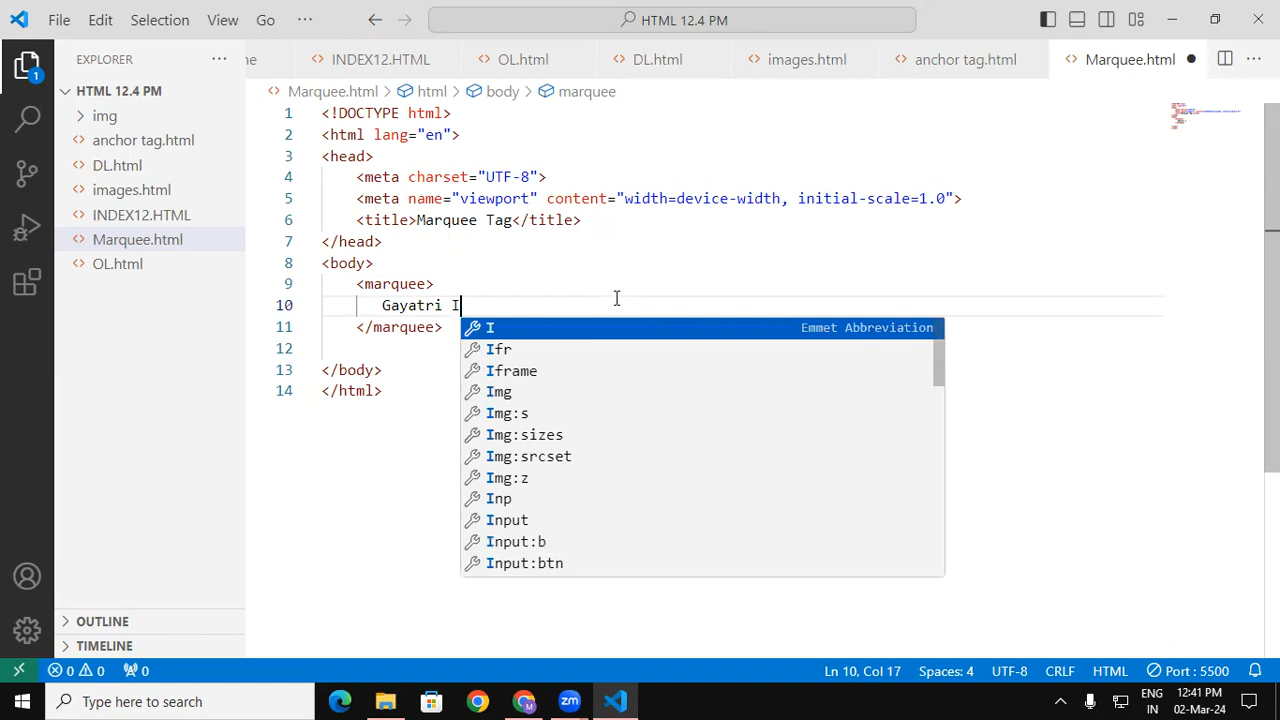 File Edit Selection View Go ··· HTML 12.4 PM
EXPLORER ···
HTML 12.4 PM
img
anchor tag.html
DL.html
images.html
INDEX12.HTML
Marquee.html
OL.html
OUTLINE
TIMELINE
me INDEX12.HTML OL.html DL.html images.html anchor tag.html Marquee.html
Marquee.html > html > body > marquee
1 <!DOCTYPE html>
2 <html lang="en">
3 <head>
4 <meta charset="UTF-8">
5 <meta name="viewport" content="width=device-width, initial-scale=1.0">
6 <title>Marquee Tag</title>
7 </head>
8 <body>
9 <marquee>
10 Gayatri I
11 </marquee>
12
13 </body>
14 </html>
I Emmet Abbreviation
Ifr
Iframe
Img
Img:s
Img:sizes
Img:srcset
Img:z
Inp
Input
Input:b
Input:btn
1
0 0 0 Ln 10, Col 17 Spaces: 4 UTF-8 CRLF HTML Port : 5500
Type here to search
ENG
IN
12:41 PM
02-Mar-24